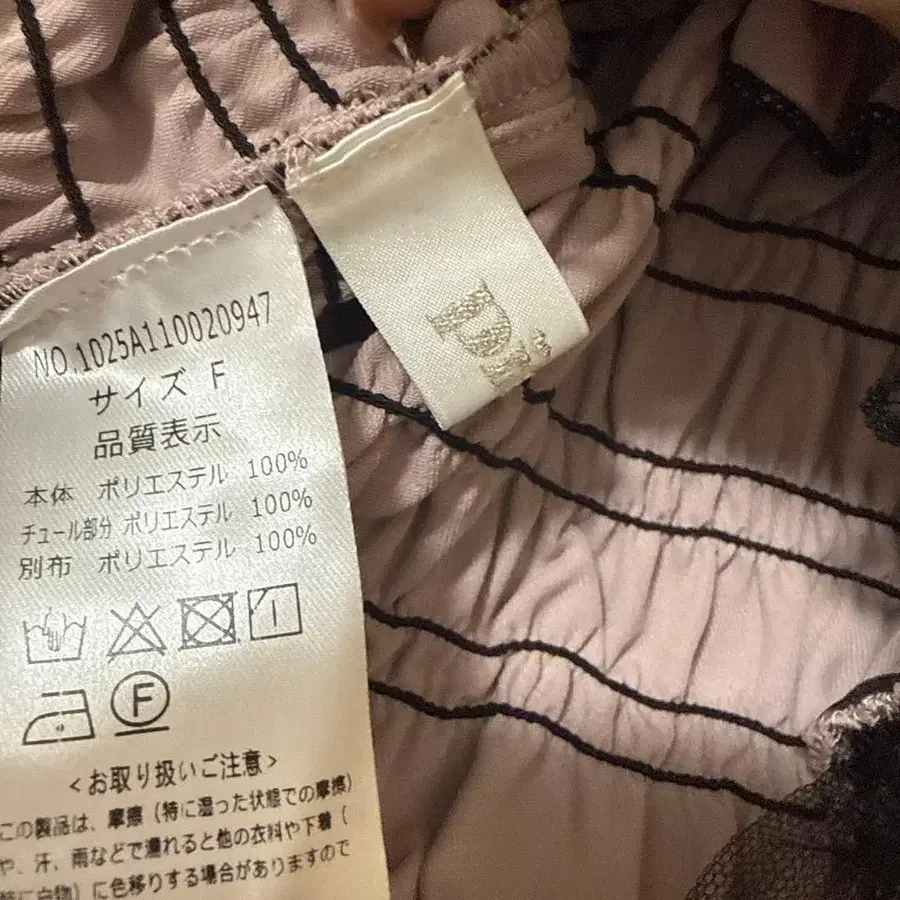 NO.1025A110020947
サイズ F
品質表示
本体 ポリエステル 100%
チュール部分 ポリエステル 100%
別布 ポリエステル 100%
F
<お取り扱いご注意>
この製品は、摩擦(特に湿った状態での摩擦)
や、汗、雨などで濡れると他の衣料や下着(
特に白物)に色移りする場合がありますので